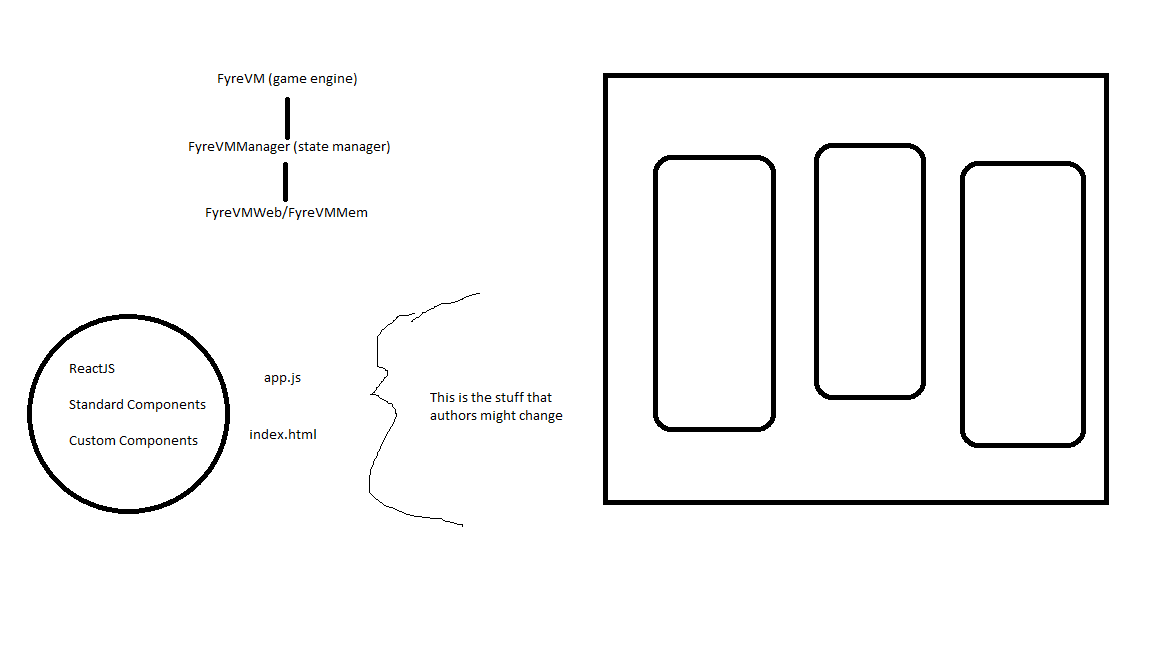 FyreVM (game engine)
FyreVMManager (state manager)
FyreVMWeb/FyreVMMem
ReactJS
Standard Components
Custom Components
app.js
index.html
This is the stuff that
authors might change